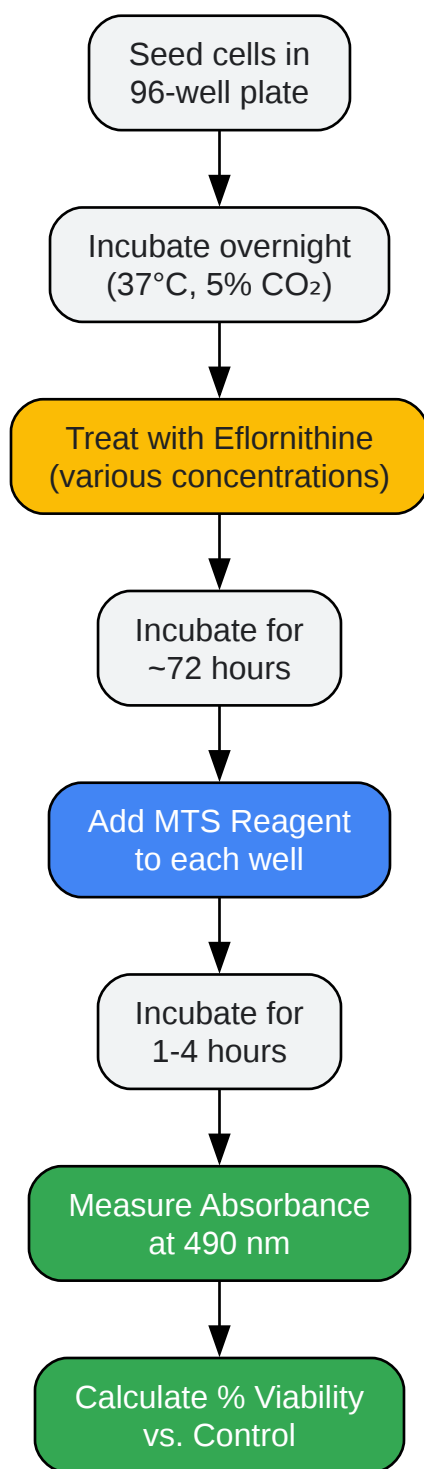 Seed cells in
96-well plate
Incubate overnight
(37°C, 5% CO₂)
Treat with Eflornithine
(various concentrations)
Incubate for
~72 hours
Add MTS Reagent
to each well
Incubate for
1-4 hours
Measure Absorbance
at 490 nm
Calculate % Viability
vs. Control